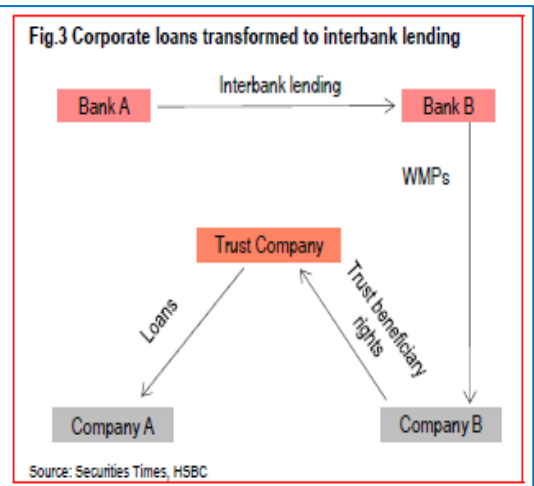 Fig.3 Corporate loans transformed to interbank lending
Interbank lending
Bank A
Bank B
WMPs
Trust Company
Loans
Trust beneficiary
rights
Company A
Company B
Source: Securities Times, HSBC